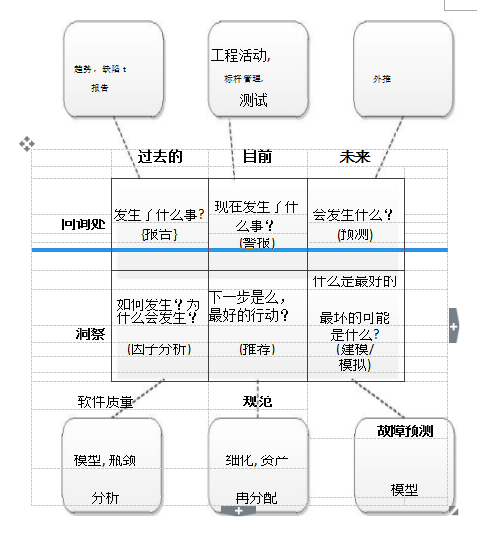 趋势,缺陷 t
报告
工程活动,
标杆管理,
测试
外推
过去的
目前
未来
回询处
发生了什么事?
{报告}
现在发生了什
么事?
(警报)
会发生什么?
(预测)
洞察
如何发生?为
什么会发生?
(因子分析)
下一步是么,
最好的行动?
(推荐)
什么是最好的
最坏的可能
是什么?
(建模/
模拟)
软件质量
模型,瓶颈
分析
规范
细化,资产
再分配
故障预测
模型